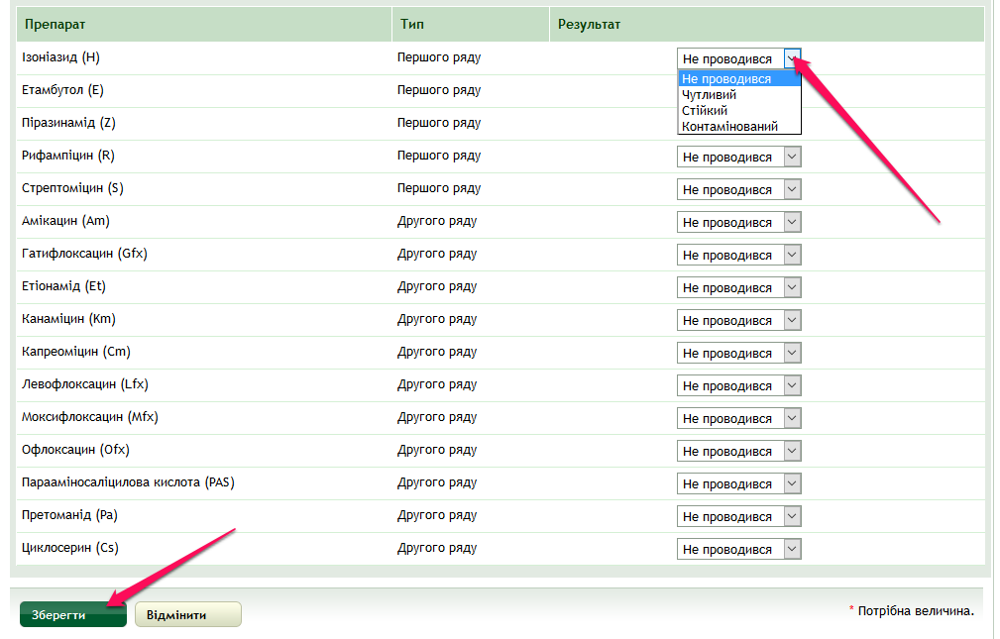 Препарат Тип Результат
Ізоніазид (H) Першого ряду Не проводився
Не проводився
Етамбутол (E) Першого ряду Чутливий
Стійкий
Піразинамід (Z) Першого ряду Контамінований
Рифампіцин (R) Першого ряду Не проводився
Стрептоміцин (S) Першого ряду Не проводився
Амікацин (Am) Другого ряду Не проводився
Гатифлоксацин (Gfx) Другого ряду Не проводився
Етіонамід (Et) Другого ряду Не проводився
Канаміцин (Km) Другого ряду Не проводився
Капреоміцин (Cm) Другого ряду Не проводився
Левофлоксацин (Lfx) Другого ряду Не проводився
Моксифлоксацин (Mfx) Другого ряду Не проводився
Офлоксацин (Ofx) Другого ряду Не проводився
Парааміносаліцилова кислота (PAS) Другого ряду Не проводився
Претоманід (Pa) Другого ряду Не проводився
Циклосерин (Cs) Другого ряду Не проводився
Зберегти Відмінити * Потрібна величина.